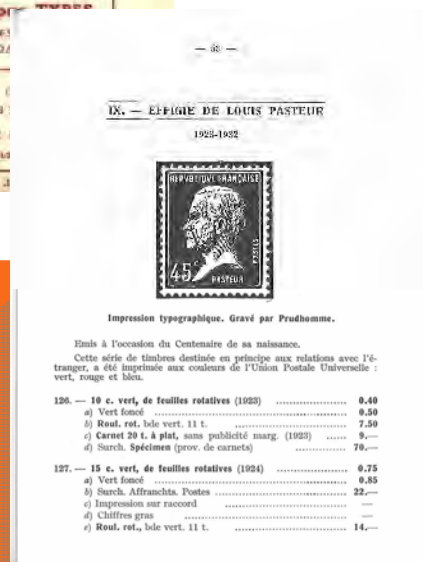 TYPES
IX. — EFFIGIE DE LOUIS PASTEUR
1923-1932
REPVBLIQVE FRANÇAISE
POSTES
45c
PASTEUR
Impression typographique. Gravé par Prudhomme.
Emis à l'occasion du Centenaire de sa naissance.
Cette série de timbres destinée en principe aux relations avec l'é-
tranger, a été imprimée aux couleurs de l'Union Postale Universelle :
vert, rouge et bleu.
126. — 10 c. vert, de feuilles rotatives (1923) .................... 0.40
a) Vert foncé .................... 0.50
b) Roul. rot. bde vert. 11 t. .................... 7.50
c) Carnet 20 t. à plat, sans publicité marg. (1923) ...... 9.—
d) Surch. Spécimen (prov. de carnets) .............. 70.—
127. — 15 c. vert, de feuilles rotatives (1924) .................... 0.75
a) Vert foncé .................... 0.85
b) Surch. Affranchts. Postes .................... 22.—
c) Impression sur raccord .................... —
d) Chiffres gras .................... —
e) Roul. rot., bde vert. 11 t. .................... 14.—